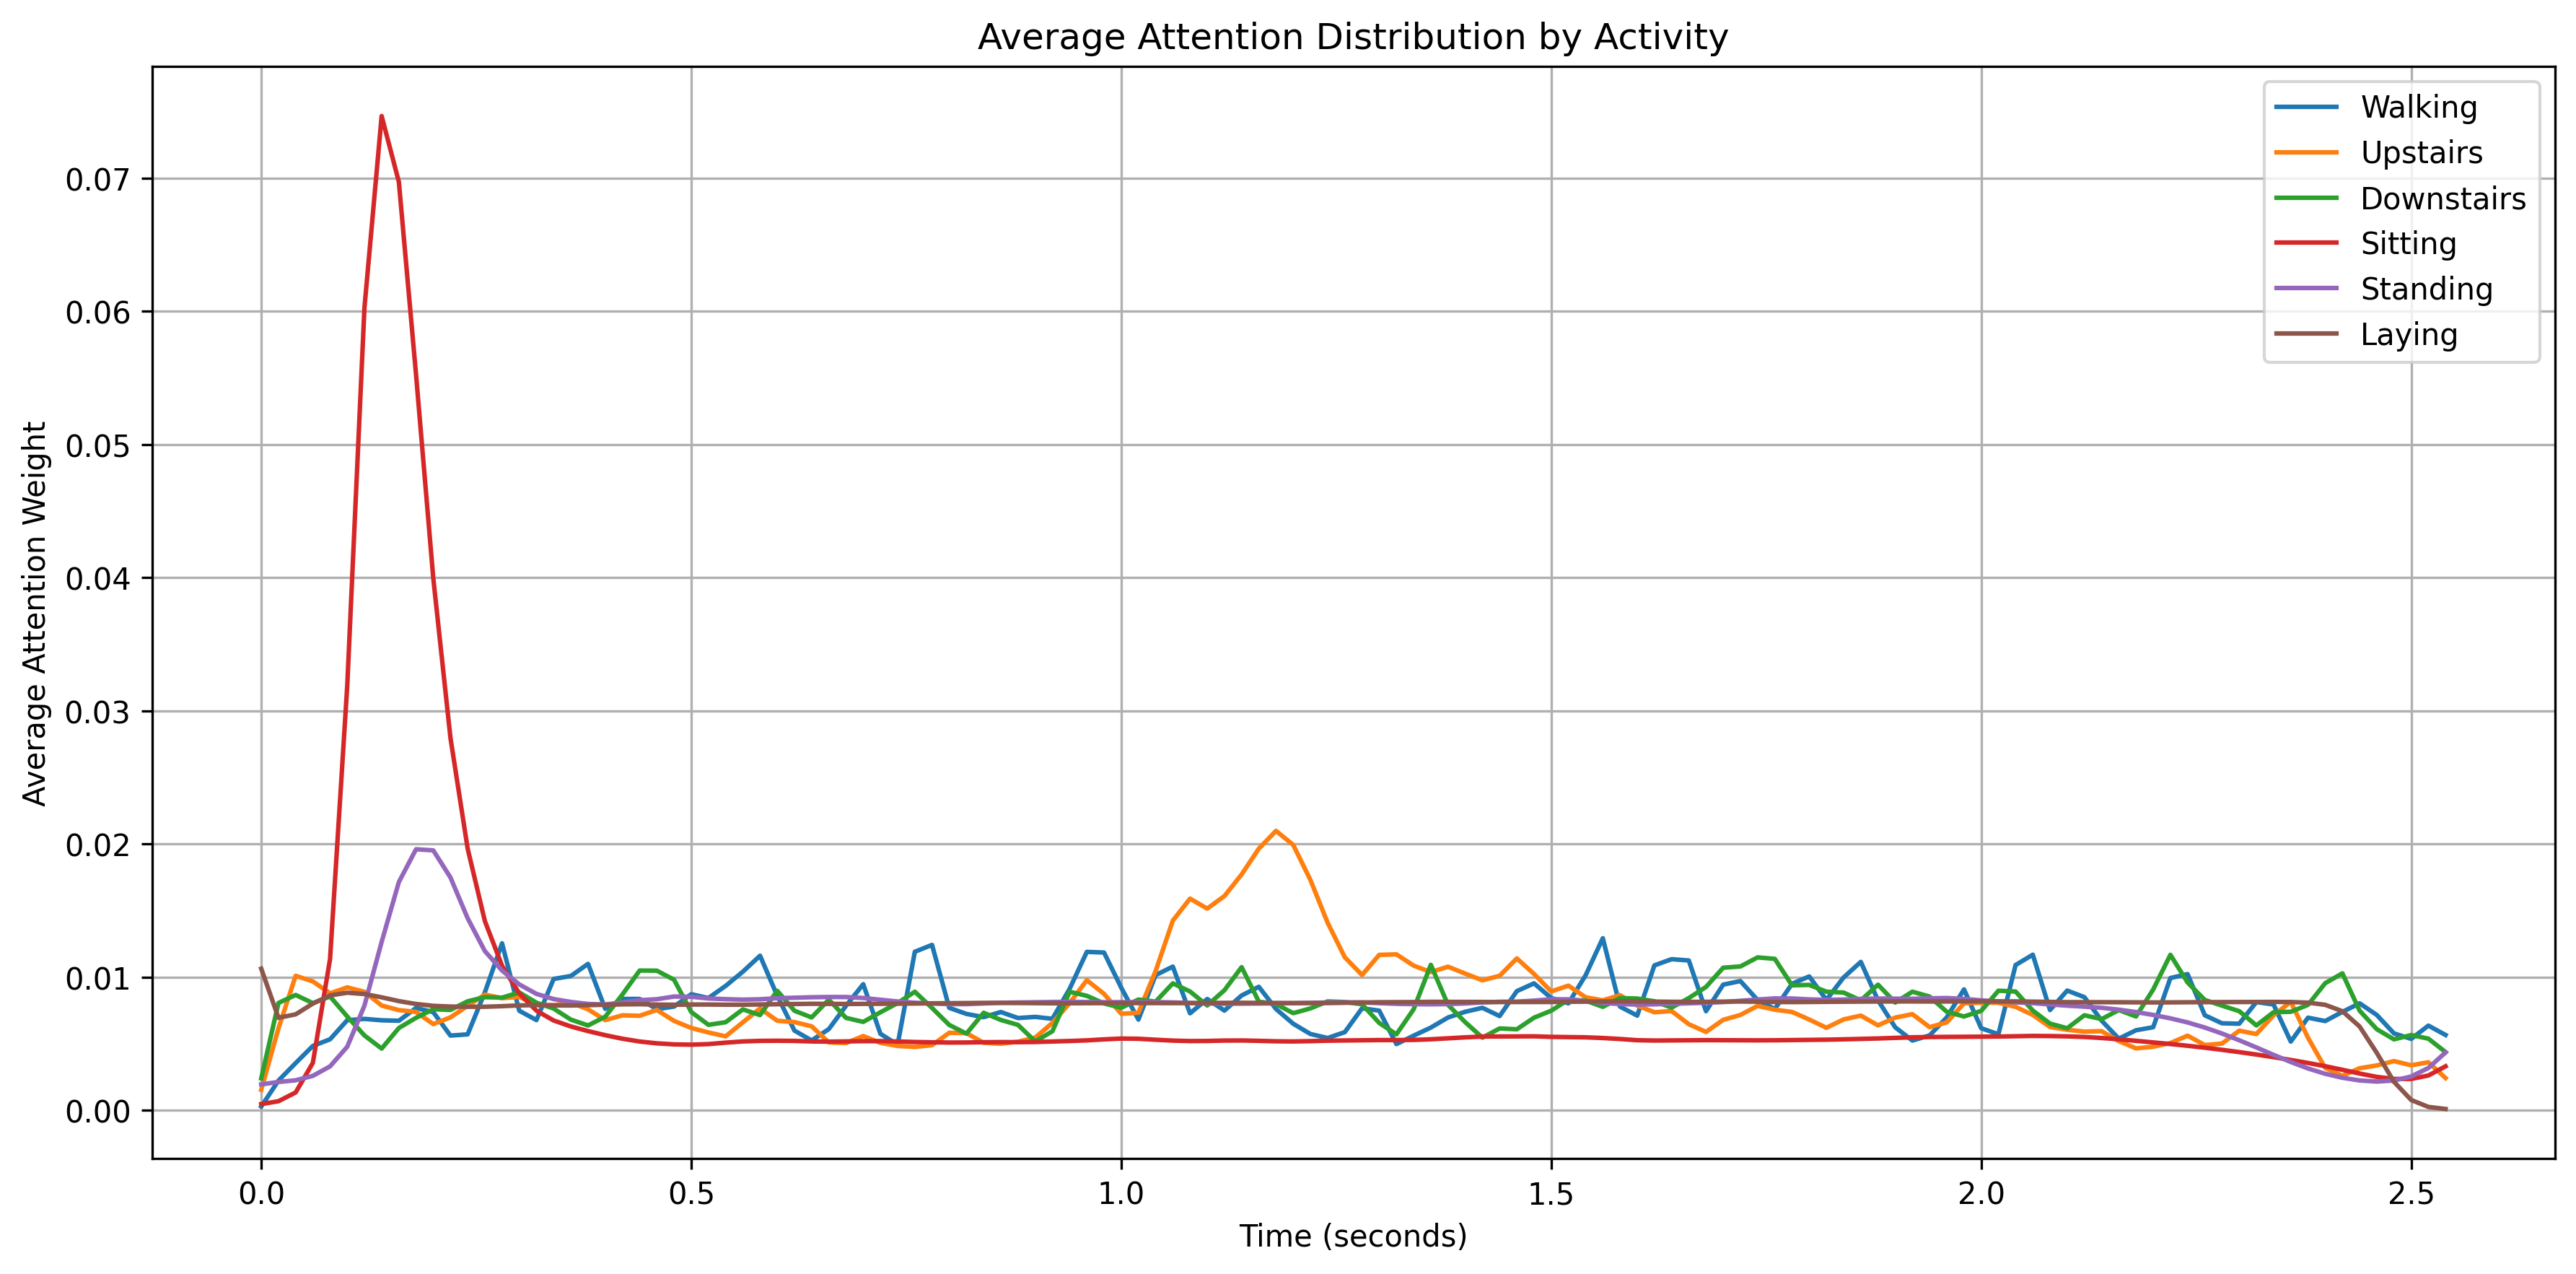 Average Attention Distribution by Activity
Walking
Upstairs
Downstairs
Sitting
Standing
Laying
Average Attention Weight
0.07
0.06
0.05
0.04
0.03
0.02
0.01
0.00
0.0 0.5 1.0 1.5 2.0 2.5
Time (seconds)